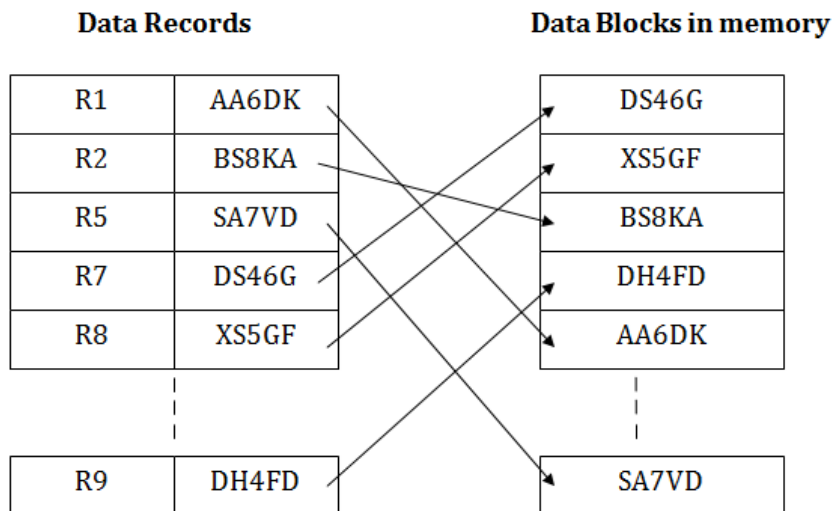 Data Records Data Blocks in memory
R1 AA6DK DS46G
R2 BS8KA XS5GF
R5 SA7VD BS8KA
R7 DS46G DH4FD
R8 XS5GF AA6DK
R9 DH4FD SA7VD